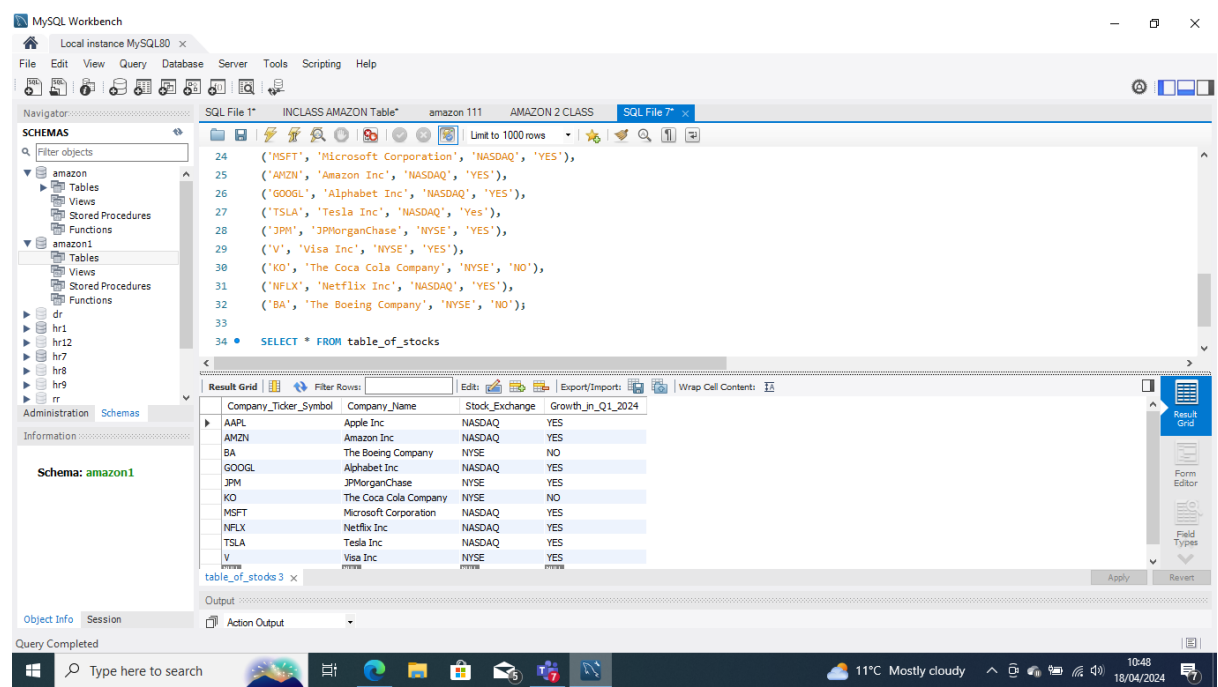 MySQL Workbench
Local instance MySQL80
File Edit View Query Database Server Tools Scripting Help
Navigator
SQL File 1* INCLASS AMAZON Table* amazon 111 AMAZON 2 CLASS SQL File 7*
SCHEMAS
Limit to 1000 rows
Filter objects
amazon
Tables
Views
Stored Procedures
Functions
amazon1
Tables
Views
Stored Procedures
Functions
dr
hr1
hr12
hr7
hr8
hr9
rr
Administration Schemas
Information
Schema: amazon1
Object Info Session
24 ('MSFT', 'Microsoft Corporation', 'NASDAQ', 'YES'),
25 ('AMZN', 'Amazon Inc', 'NASDAQ', 'YES'),
26 ('GOOGL', 'Alphabet Inc', 'NASDAQ', 'YES'),
27 ('TSLA', 'Tesla Inc', 'NASDAQ', 'Yes'),
28 ('JPM', 'JPMorganChase', 'NYSE', 'YES'),
29 ('V', 'Visa Inc', 'NYSE', 'YES'),
30 ('KO', 'The Coca Cola Company', 'NYSE', 'NO'),
31 ('NFLX', 'Netflix Inc', 'NASDAQ', 'YES'),
32 ('BA', 'The Boeing Company', 'NYSE', 'NO');
33
34 SELECT * FROM table_of_stocks
Result Grid Filter Rows: Edit: Export/Import: Wrap Cell Content:
Company_Ticker_Symbol Company_Name Stock_Exchange Growth_in_Q1_2024
AAPL Apple Inc NASDAQ YES
AMZN Amazon Inc NASDAQ YES
BA The Boeing Company NYSE NO
GOOGL Alphabet Inc NASDAQ YES
JPM JPMorganChase NYSE YES
KO The Coca Cola Company NYSE NO
MSFT Microsoft Corporation NASDAQ YES
NFLX Netflix Inc NASDAQ YES
TSLA Tesla Inc NASDAQ YES
V Visa Inc NYSE YES
Result
Grid
Form
Editor
Field
Types
table_of_stocks 3
Apply Revert
Output
Action Output
Query Completed
Type here to search
11°C Mostly cloudy
10:48
18/04/2024